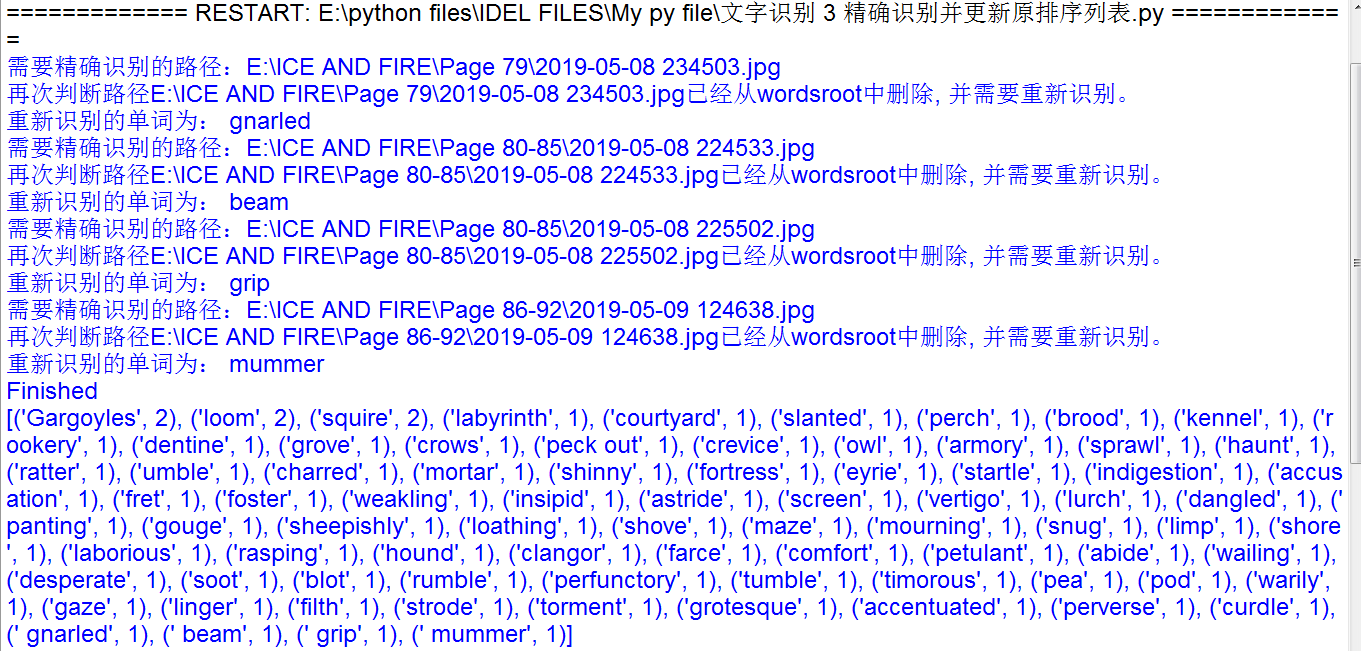 ============= RESTART: E:\python files\IDEL FILES\My py file\文字识别 3 精确识别并更新原排序列表.py ============
=
需要精确识别的路径：E:\ICE AND FIRE\Page 79\2019-05-08 234503.jpg
再次判断路径E:\ICE AND FIRE\Page 79\2019-05-08 234503.jpg已经从wordsroot中删除, 并需要重新识别。
重新识别的单词为： gnarled
需要精确识别的路径：E:\ICE AND FIRE\Page 80-85\2019-05-08 224533.jpg
再次判断路径E:\ICE AND FIRE\Page 80-85\2019-05-08 224533.jpg已经从wordsroot中删除, 并需要重新识别。
重新识别的单词为： beam
需要精确识别的路径：E:\ICE AND FIRE\Page 80-85\2019-05-08 225502.jpg
再次判断路径E:\ICE AND FIRE\Page 80-85\2019-05-08 225502.jpg已经从wordsroot中删除, 并需要重新识别。
重新识别的单词为： grip
需要精确识别的路径：E:\ICE AND FIRE\Page 86-92\2019-05-09 124638.jpg
再次判断路径E:\ICE AND FIRE\Page 86-92\2019-05-09 124638.jpg已经从wordsroot中删除, 并需要重新识别。
重新识别的单词为： mummer
Finished
[('Gargoyles', 2), ('loom', 2), ('squire', 2), ('labyrinth', 1), ('courtyard', 1), ('slanted', 1), ('perch', 1), ('brood', 1), ('kennel', 1), ('r
ookery', 1), ('dentine', 1), ('grove', 1), ('crows', 1), ('peck out', 1), ('crevice', 1), ('owl', 1), ('armory', 1), ('sprawl', 1), ('haunt', 1),
('ratter', 1), ('umble', 1), ('charred', 1), ('mortar', 1), ('shinny', 1), ('fortress', 1), ('eyrie', 1), ('startle', 1), ('indigestion', 1), ('accus
ation', 1), ('fret', 1), ('foster', 1), ('weakling', 1), ('insipid', 1), ('astride', 1), ('screen', 1), ('vertigo', 1), ('lurch', 1), ('dangled', 1), ('
panting', 1), ('gouge', 1), ('sheepishly', 1), ('loathing', 1), ('shove', 1), ('maze', 1), ('mourning', 1), ('snug', 1), ('limp', 1), ('shore
', 1), ('laborious', 1), ('rasping', 1), ('hound', 1), ('clangor', 1), ('farce', 1), ('comfort', 1), ('petulant', 1), ('abide', 1), ('wailing', 1),
('desperate', 1), ('soot', 1), ('blot', 1), ('rumble', 1), ('perfunctory', 1), ('tumble', 1), ('timorous', 1), ('pea', 1), ('pod', 1), ('warily',
1), ('gaze', 1), ('linger', 1), ('filth', 1), ('strode', 1), ('torment', 1), ('grotesque', 1), ('accentuated', 1), ('perverse', 1), ('curdle', 1),
(' gnarled', 1), (' beam', 1), (' grip', 1), (' mummer', 1)]